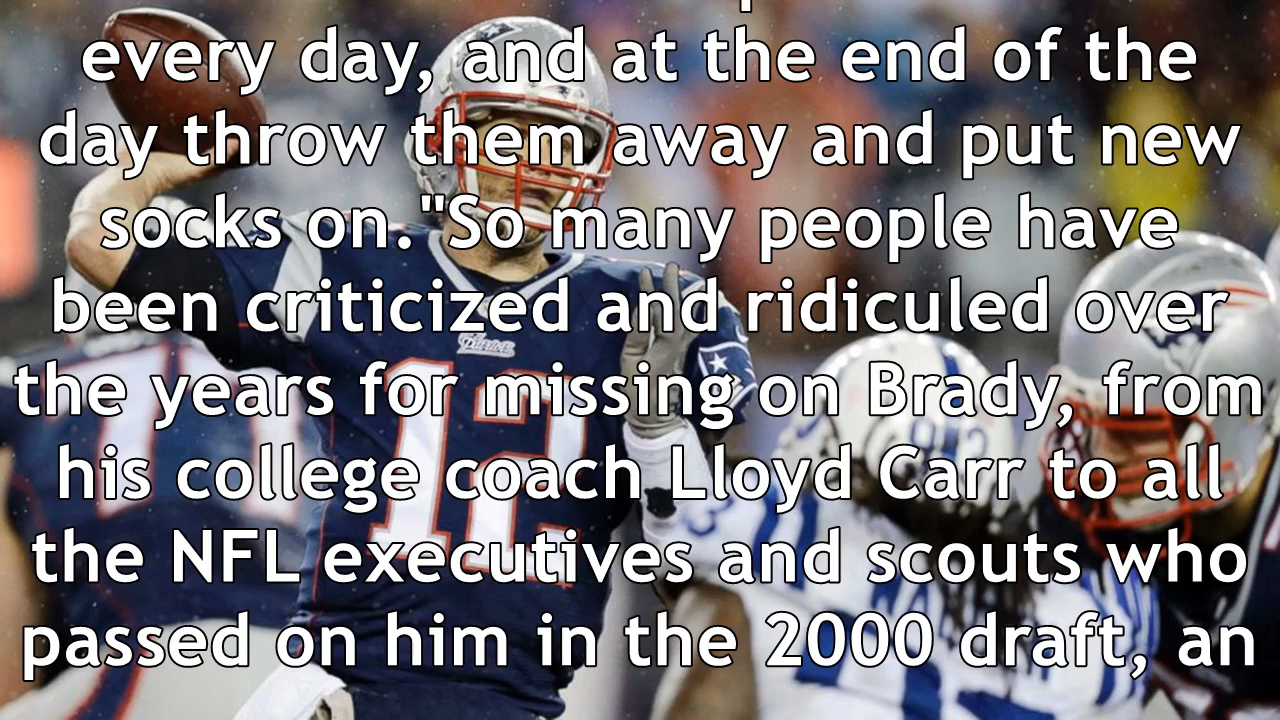 every day, and at the end of the
day throw them away and put new
socks on. "So many people have
been criticized and ridiculed over
the years for missing on Brady, from
his college coach Lloyd Carr to all
the NFL executives and scouts who
passed on him in the 2000 draft, an
Patriots
12